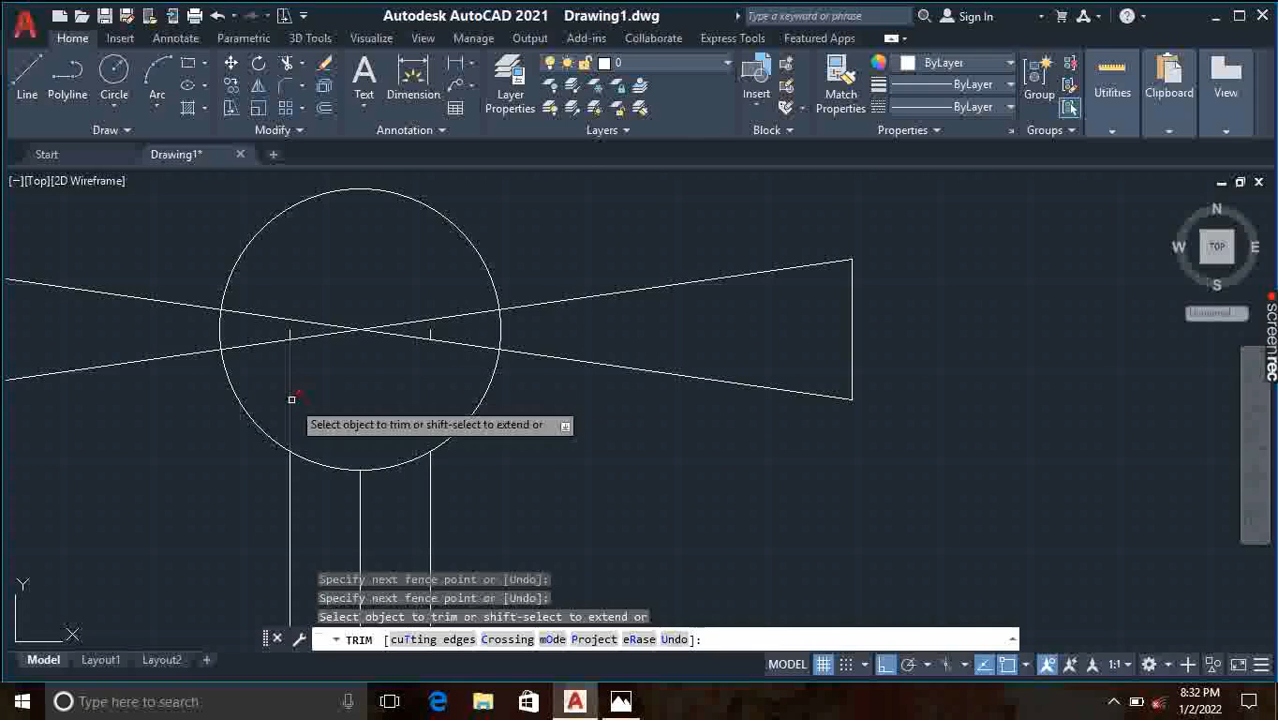 Autodesk AutoCAD 2021 Drawing1.dwg
Type a keyword or phrase
Sign In
Home Insert Annotate Parametric 3D Tools Visualize View Manage Output Add-ins Collaborate Express Tools Featured Apps
Line Polyline Circle Arc
Text Dimension
Layer Properties
0
Insert
Match Properties
ByLayer
ByLayer
ByLayer
Group
Utilities
Clipboard
View
Draw Modify Annotation Layers Block Properties Groups
Start Drawing1*
[−][Top][2D Wireframe]
N
W TOP E
S
Unnamed
screenrec
Select object to trim or shift-select to extend or
Specify next fence point or [Undo]:
Specify next fence point or [Undo]:
Select object to trim or shift-select to extend or
TRIM [cuTting edges Crossing mOde Project eRase Undo]:
Y
X
Model Layout1 Layout2 +
MODEL
1:1
Type here to search
8:32 PM
1/2/2022